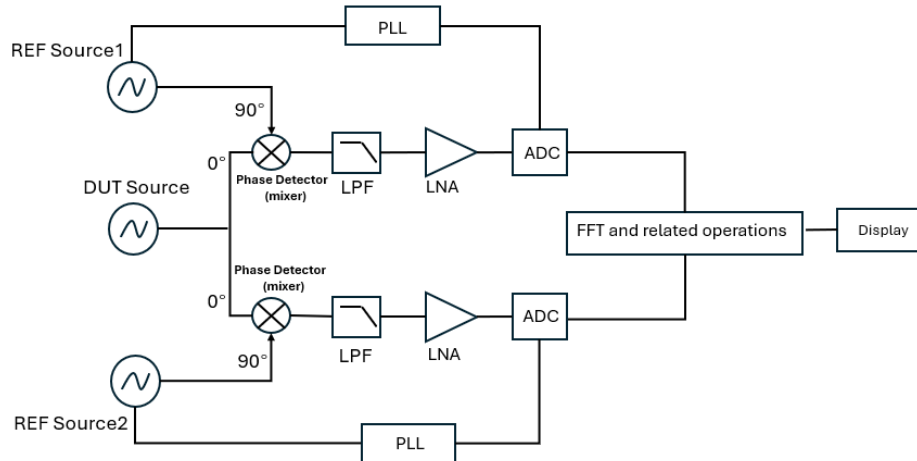 PLL
REF Source1
90°
0°
ADC
Phase Detector
(mixer)
LPF
LNA
DUT Source
FFT and related operations
Display
Phase Detector
(mixer)
0°
ADC
LPF
LNA
90°
REF Source2
PLL